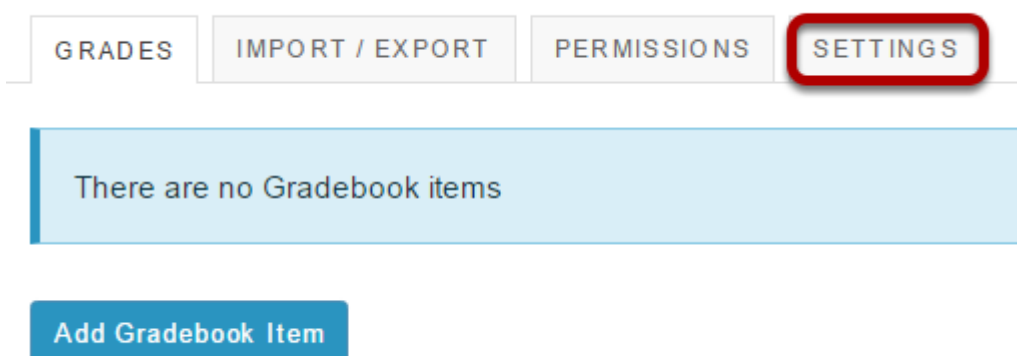 GRADES IMPORT / EXPORT PERMISSIONS SETTINGS
There are no Gradebook items
Add Gradebook Item